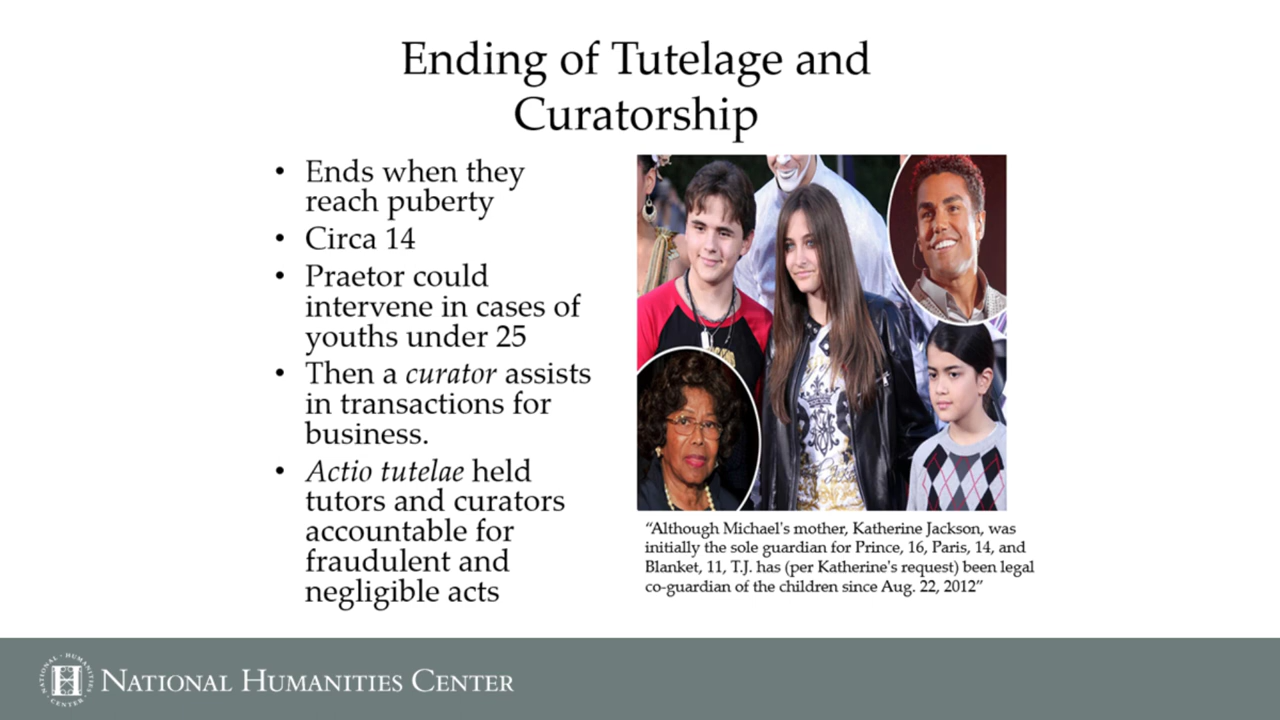 Ending of Tutelage and
Curatorship
• Ends when they
reach puberty
• Circa 14
• Praetor could
intervene in cases of
youths under 25
• Then a curator assists
in transactions for
business.
• Actio tutelae held
tutors and curators
accountable for
fraudulent and
negligible acts
“Although Michael's mother, Katherine Jackson, was
initially the sole guardian for Prince, 16, Paris, 14, and
Blanket, 11, T.J. has (per Katherine's request) been legal
co-guardian of the children since Aug. 22, 2012”
NATIONAL HUMANITIES CENTER
NATIONAL · HUMANITIES · CENTER